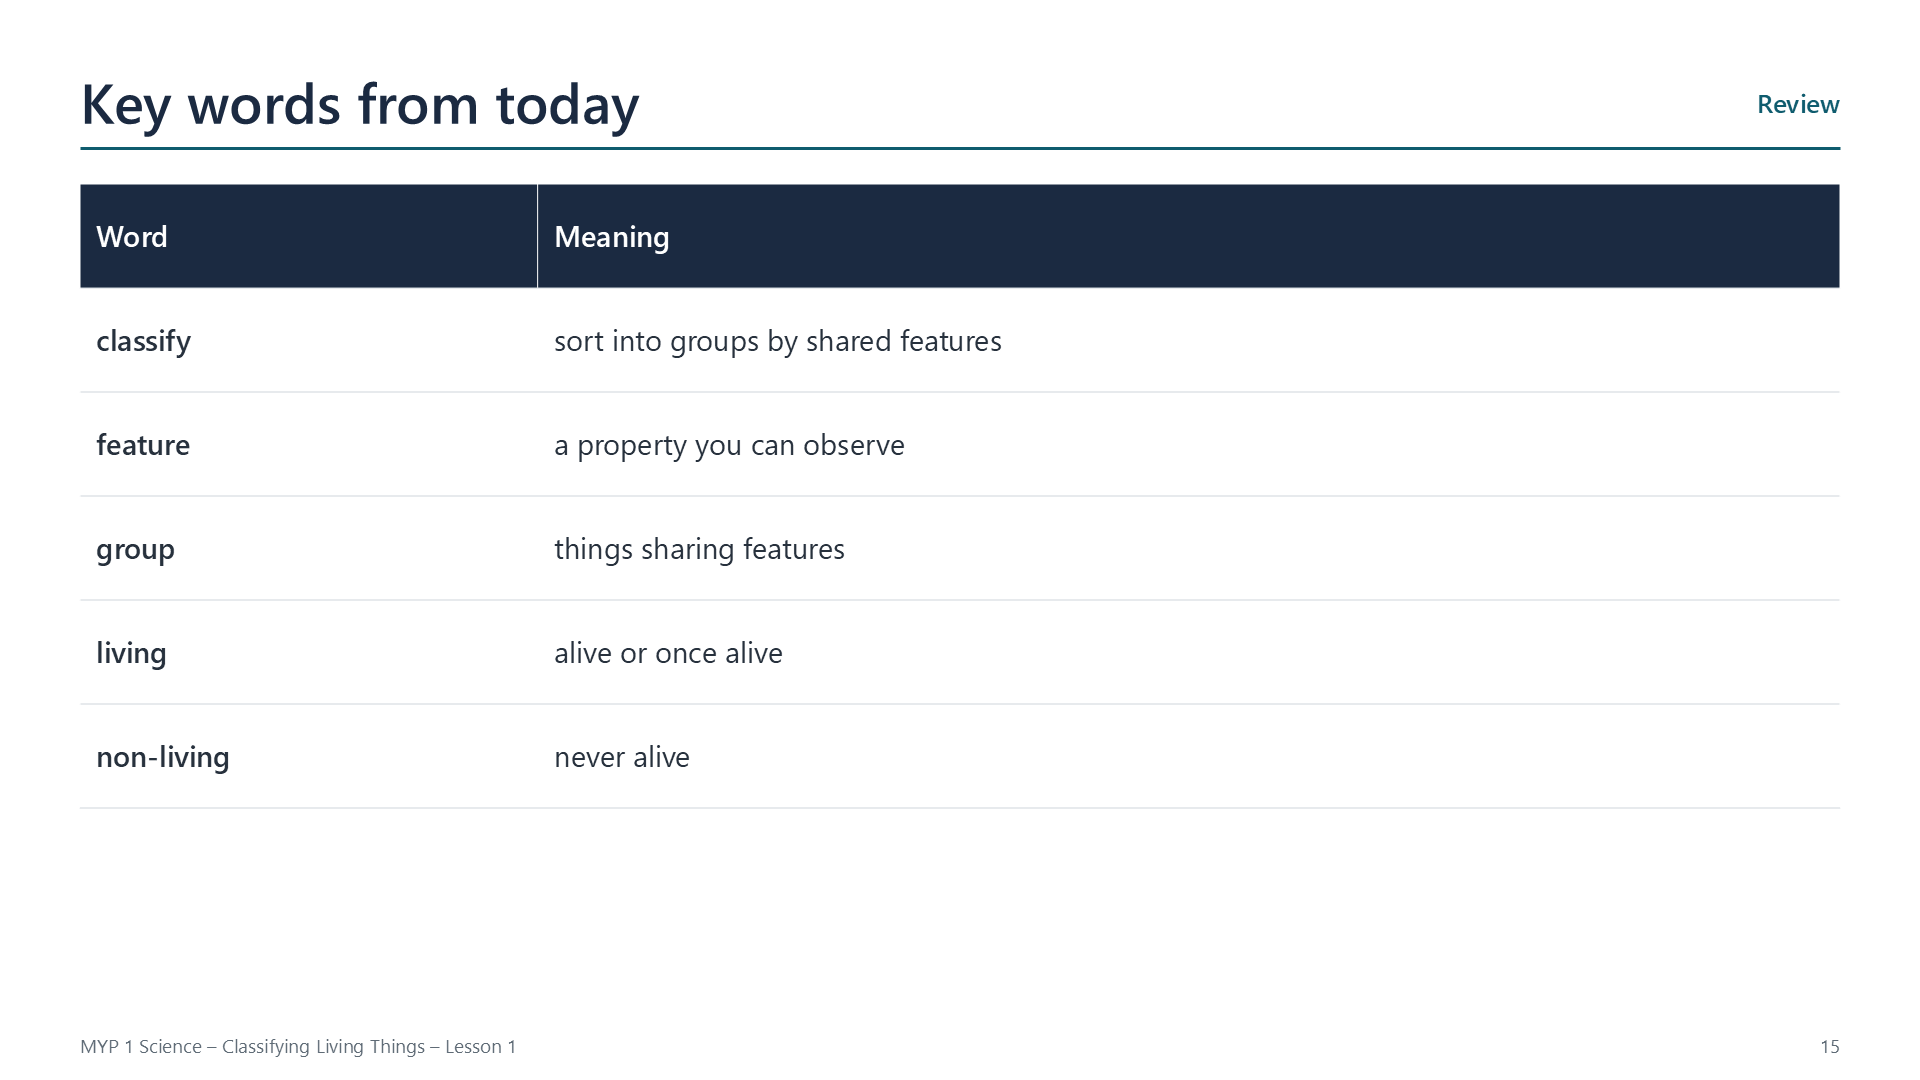 Key words from today
Review
Word Meaning
classify sort into groups by shared features
feature a property you can observe
group things sharing features
living alive or once alive
non-living never alive
MYP 1 Science – Classifying Living Things – Lesson 1
15